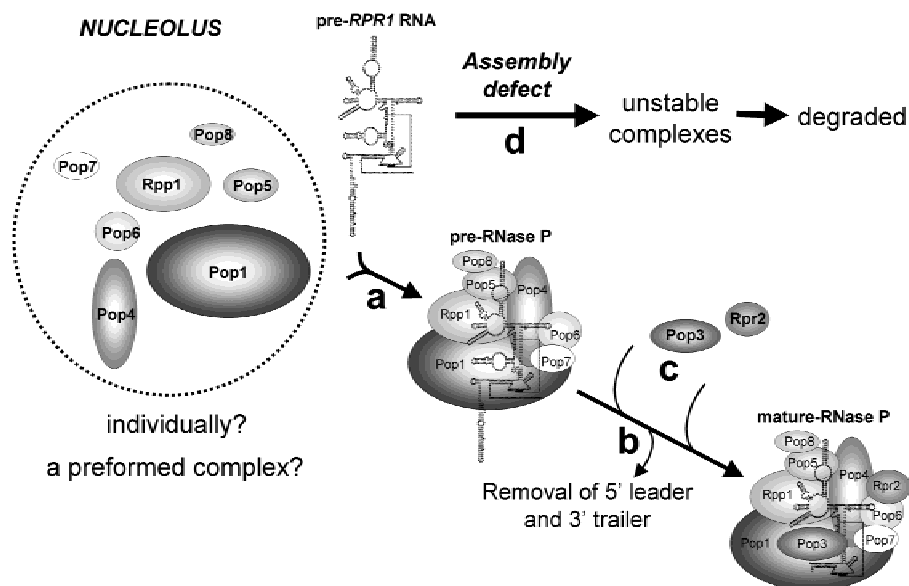 NUCLEOLUS
pre-RPR1 RNA
Pop8
Pop7
Rpp1
Pop5
Pop6
Pop1
Pop4
individually?
a preformed complex?
Assembly
defect
d
unstable
complexes
degraded
a
pre-RNase P
Pop8
Pop5
Pop4
Rpp1
Pop6
Pop1
Pop7
Pop3
Rpr2
c
b
Removal of 5' leader
and 3' trailer
mature-RNase P
Pop8
Pop5
Pop4
Rpr2
Rpp1
Pop6
Pop1
Pop3
Pop7